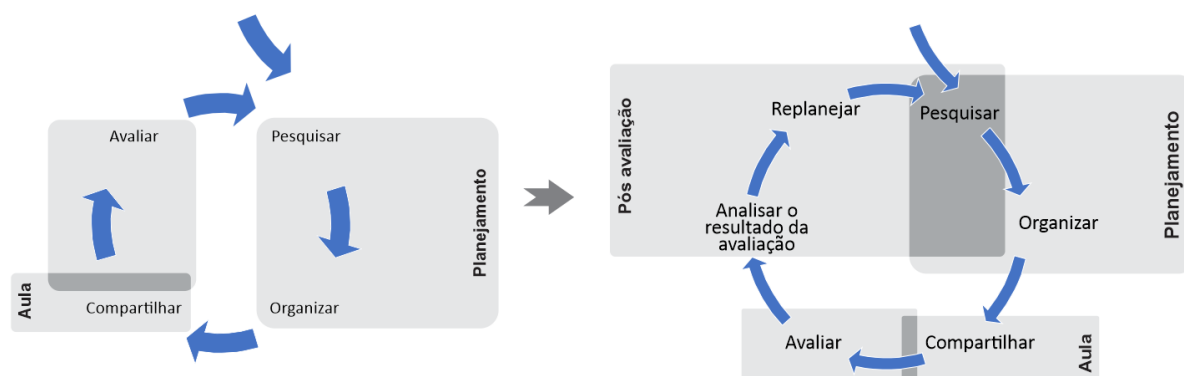 Avaliar
Pesquisar
Planejamento
Aula
Compartilhar
Organizar
Pós avaliação
Replanejar
Pesquisar
Planejamento
Analisar o
resultado da
avaliação
Organizar
Avaliar
Compartilhar
Aula